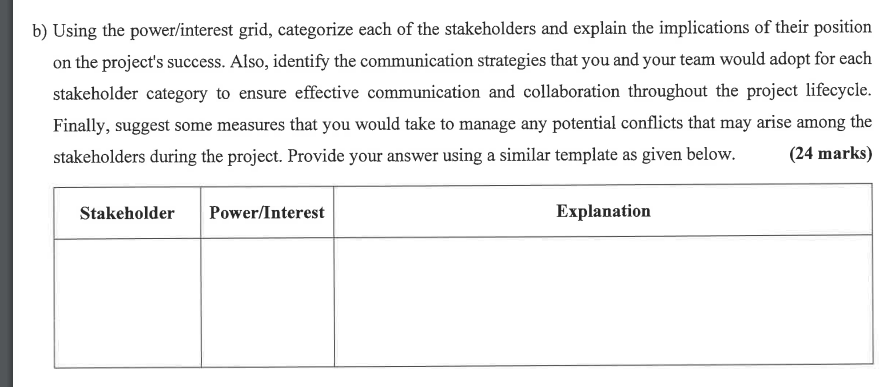 b) Using the power/interest grid, categorize each of the stakeholders and explain the implications of their position
on the project's success. Also, identify the communication strategies that you and your team would adopt for each
stakeholder category to ensure effective communication and collaboration throughout the project lifecycle.
Finally, suggest some measures that you would take to manage any potential conflicts that may arise among the
stakeholders during the project. Provide your answer using a similar template as given below. (24 marks)
Stakeholder Power/Interest Explanation